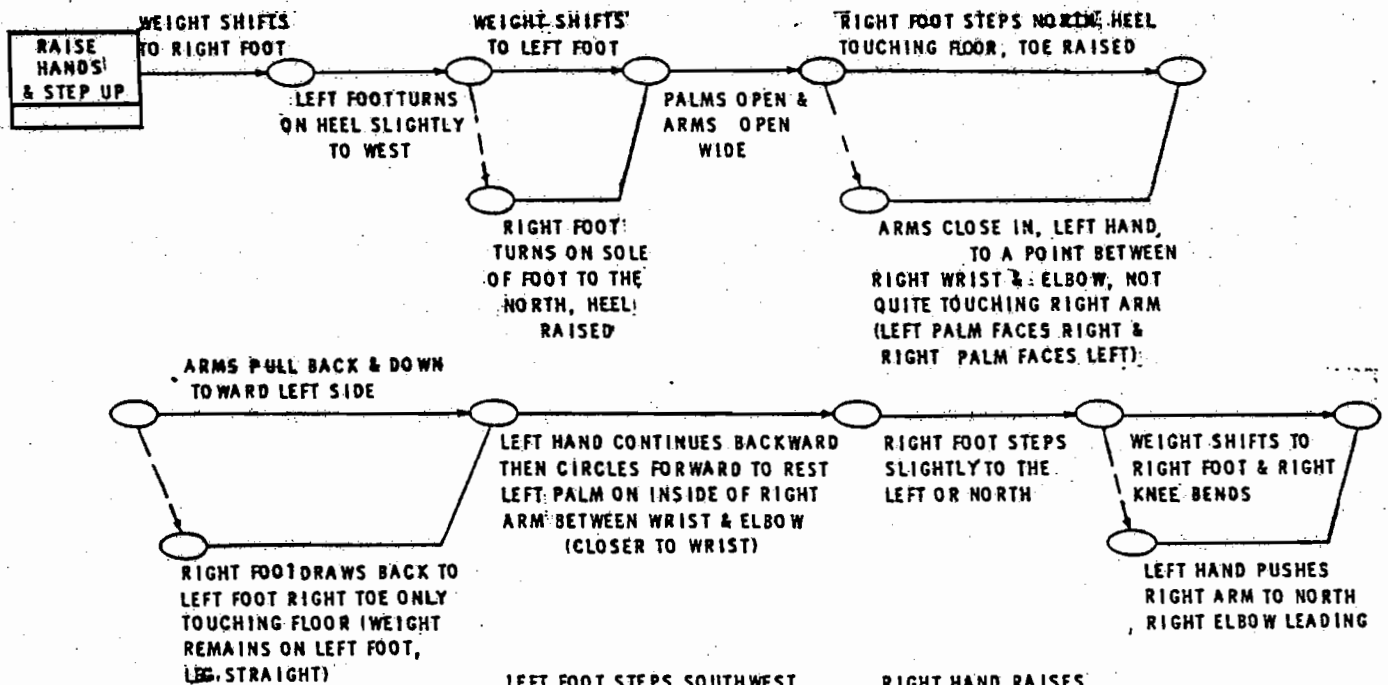 RAISE
HANDS
& STEP UP
WEIGHT SHIFTS
TO RIGHT FOOT
LEFT FOOT TURNS
ON HEEL SLIGHTLY
TO WEST
WEIGHT SHIFTS
TO LEFT FOOT
RIGHT FOOT
TURNS ON SOLE
OF FOOT TO THE
NORTH, HEEL
RAISED
PALMS OPEN &
ARMS OPEN
WIDE
RIGHT FOOT STEPS NORTH, HEEL
TOUCHING FLOOR, TOE RAISED
ARMS CLOSE IN, LEFT HAND,
TO A POINT BETWEEN
RIGHT WRIST & ELBOW, NOT
QUITE TOUCHING RIGHT ARM
(LEFT PALM FACES RIGHT &
RIGHT PALM FACES LEFT)
ARMS PULL BACK & DOWN
TOWARD LEFT SIDE
RIGHT FOOT DRAWS BACK TO
LEFT FOOT RIGHT TOE ONLY
TOUCHING FLOOR (WEIGHT
REMAINS ON LEFT FOOT,
LEG STRAIGHT)
LEFT HAND CONTINUES BACKWARD
THEN CIRCLES FORWARD TO REST
LEFT PALM ON INSIDE OF RIGHT
ARM BETWEEN WRIST & ELBOW
(CLOSER TO WRIST)
RIGHT FOOT STEPS
SLIGHTLY TO THE
LEFT OR NORTH
WEIGHT SHIFTS TO
RIGHT FOOT & RIGHT
KNEE BENDS
LEFT HAND PUSHES
RIGHT ARM TO NORTH
RIGHT ELBOW LEADING
LEFT FOOT STEPS SOUTHWEST
RIGHT HAND RAISES